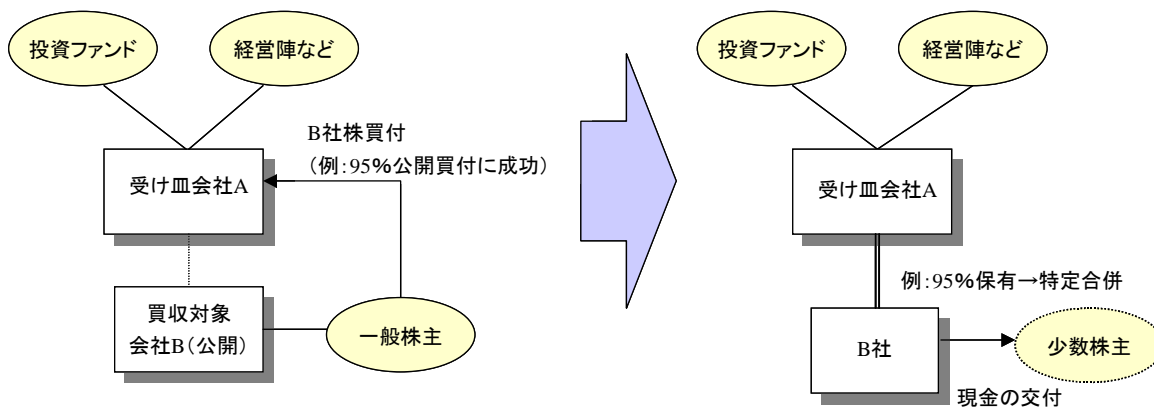 投資ファンド
経営陣など
B社株買付
（例：95%公開買付に成功）
受け皿会社A
買収対象
会社B（公開）
一般株主
投資ファンド
経営陣など
受け皿会社A
例：95%保有→特定合併
B社
少数株主
現金の交付